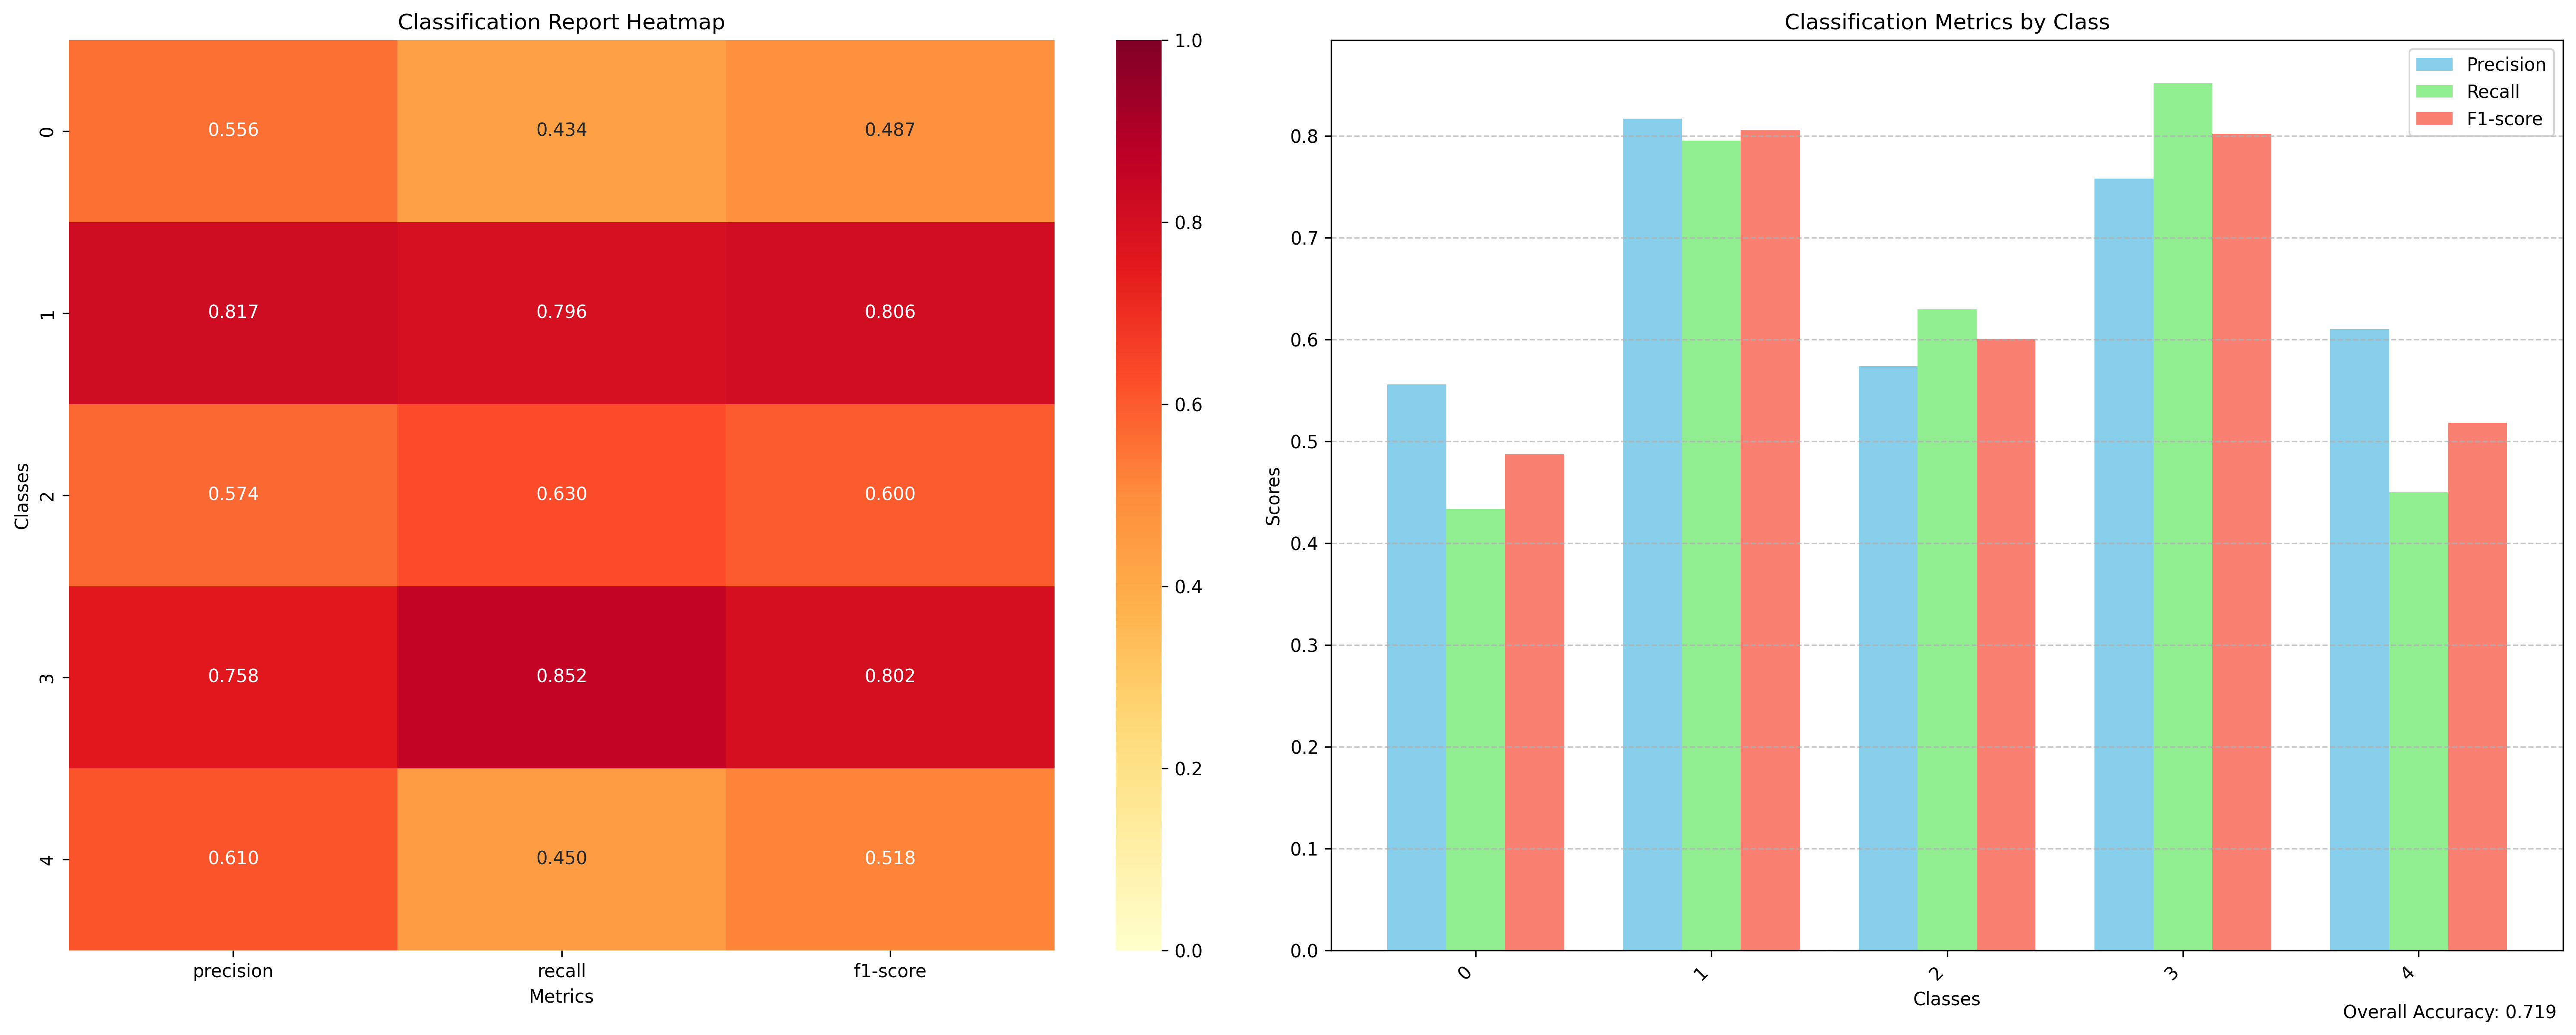 Classification Report Heatmap
Classes
0
1
2
3
4
0.556 0.434 0.487
0.817 0.796 0.806
0.574 0.630 0.600
0.758 0.852 0.802
0.610 0.450 0.518
precision recall f1-score
Metrics
1.0
0.8
0.6
0.4
0.2
0.0
Classification Metrics by Class
Precision
Recall
F1-score
Scores
0.8
0.7
0.6
0.5
0.4
0.3
0.2
0.1
0.0
0 1 2 3 4
Classes
Overall Accuracy: 0.719